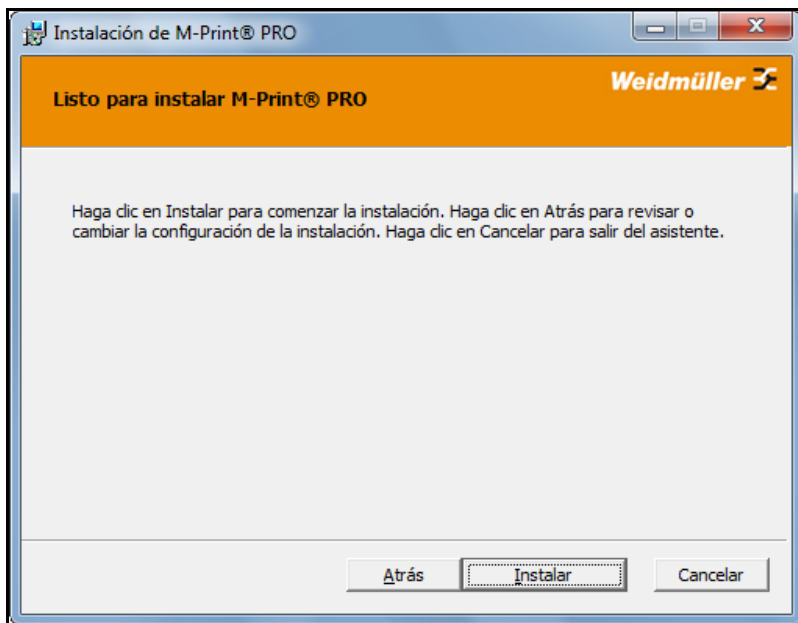 Instalación de M-Print® PRO
Weidmüller
Listo para instalar M-Print® PRO
Haga clic en Instalar para comenzar la instalación. Haga clic en Atrás para revisar o
cambiar la configuración de la instalación. Haga clic en Cancelar para salir del asistente.
Atrás Instalar Cancelar